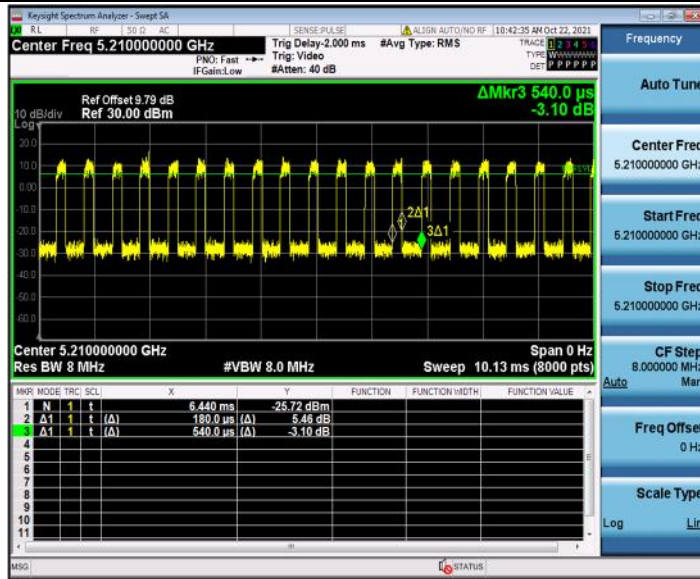 Keysight Spectrum Analyzer - Swept SA
RL RF 50 Ω AC SENSE:PULSE ALIGN AUTO/NO RF 10:42:35 AM Oct 22, 2021
Center Freq 5.210000000 GHz
PNO: Fast
IFGain:Low
Trig Delay-2.000 ms
Trig: Video
#Atten: 40 dB
#Avg Type: RMS
TRACE 1 2 3 4 5 6
TYPE W
DET P P P P P P
ΔMkr3 540.0 µs
-3.10 dB
Ref Offset 9.79 dB
10 dB/div Ref 30.00 dBm
Log
20.0
10.0
0.00
-10.0
-20.0
-30.0
-40.0
-50.0
-60.0
2Δ1
3Δ1
Center 5.210000000 GHz Span 0 Hz
Res BW 8 MHz #VBW 8.0 MHz Sweep 10.13 ms (8000 pts)
MKR MODE TRC SCL X Y FUNCTION FUNCTION WIDTH FUNCTION VALUE
1 N 1 t 6.440 ms -25.72 dBm
2 Δ1 1 t (Δ) 180.0 µs (Δ) 5.46 dB
3 Δ1 1 t (Δ) 540.0 µs (Δ) -3.10 dB
4
5
6
7
8
9
10
11
MSG STATUS
Frequency
Auto Tune
Center Freq
5.210000000 GHz
Start Freq
5.210000000 GHz
Stop Freq
5.210000000 GHz
CF Step
8.000000 MHz
Auto Man
Freq Offset
0 Hz
Scale Type
Log Lin